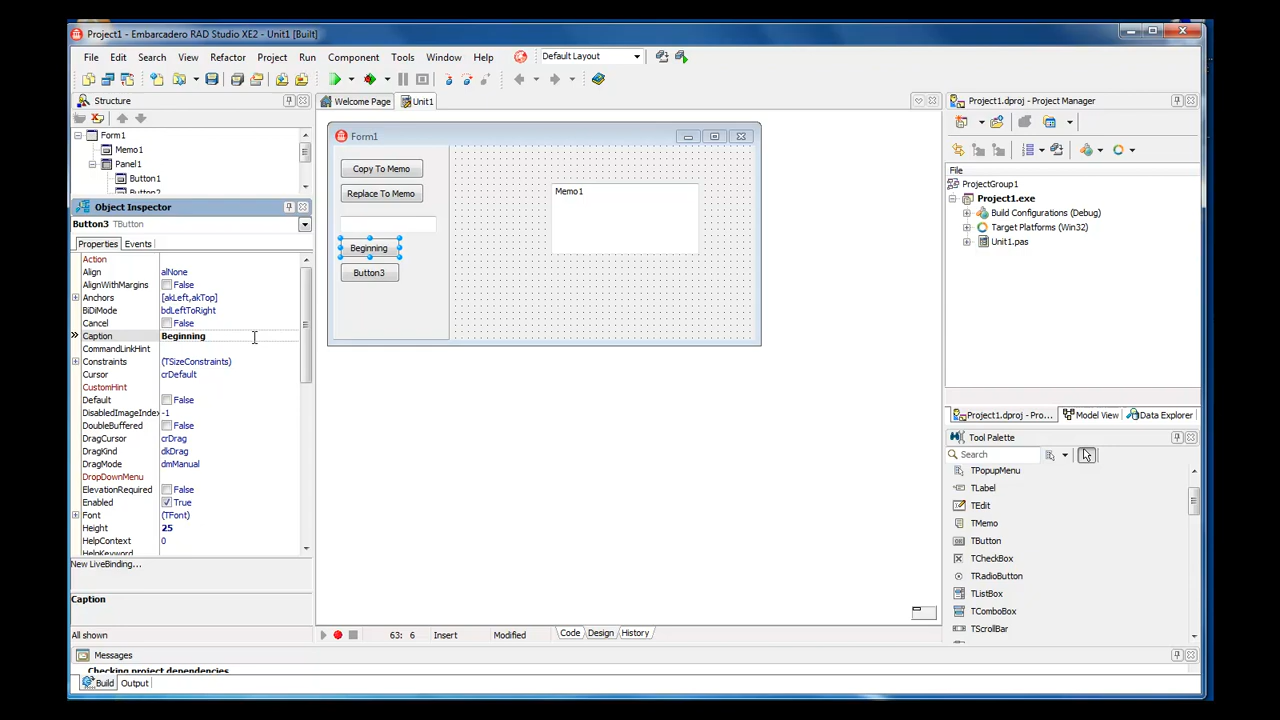 Project1 - Embarcadero RAD Studio XE2 - Unit1 [Built]
File Edit Search View Refactor Project Run Component Tools Window Help Default Layout
Structure
Form1
Memo1
Panel1
Button1
Button2
Object Inspector
Button3 TButton
Properties Events
Action
Align alNone
AlignWithMargins False
Anchors [akLeft,akTop]
BiDiMode bdLeftToRight
Cancel False
» Caption Beginning
CommandLinkHint
Constraints (TSizeConstraints)
Cursor crDefault
CustomHint
Default False
DisabledImageIndex -1
DoubleBuffered False
DragCursor crDrag
DragKind dkDrag
DragMode dmManual
DropDownMenu
ElevationRequired False
Enabled True
Font (TFont)
Height 25
HelpContext 0
HelpKeyword
New LiveBinding...
Caption
All shown
Welcome Page Unit1
Form1
Copy To Memo
Replace To Memo
Beginning
Button3
Memo1
63: 6 Insert Modified Code Design History
Project1.dproj - Project Manager
File
ProjectGroup1
Project1.exe
Build Configurations (Debug)
Target Platforms (Win32)
Unit1.pas
Project1.dproj - Pro... Model View Data Explorer
Tool Palette
Search
TPopupMenu
TLabel
TEdit
TMemo
TButton
TCheckBox
TRadioButton
TListBox
TComboBox
TScrollBar
Messages
Checking project dependencies
Build Output